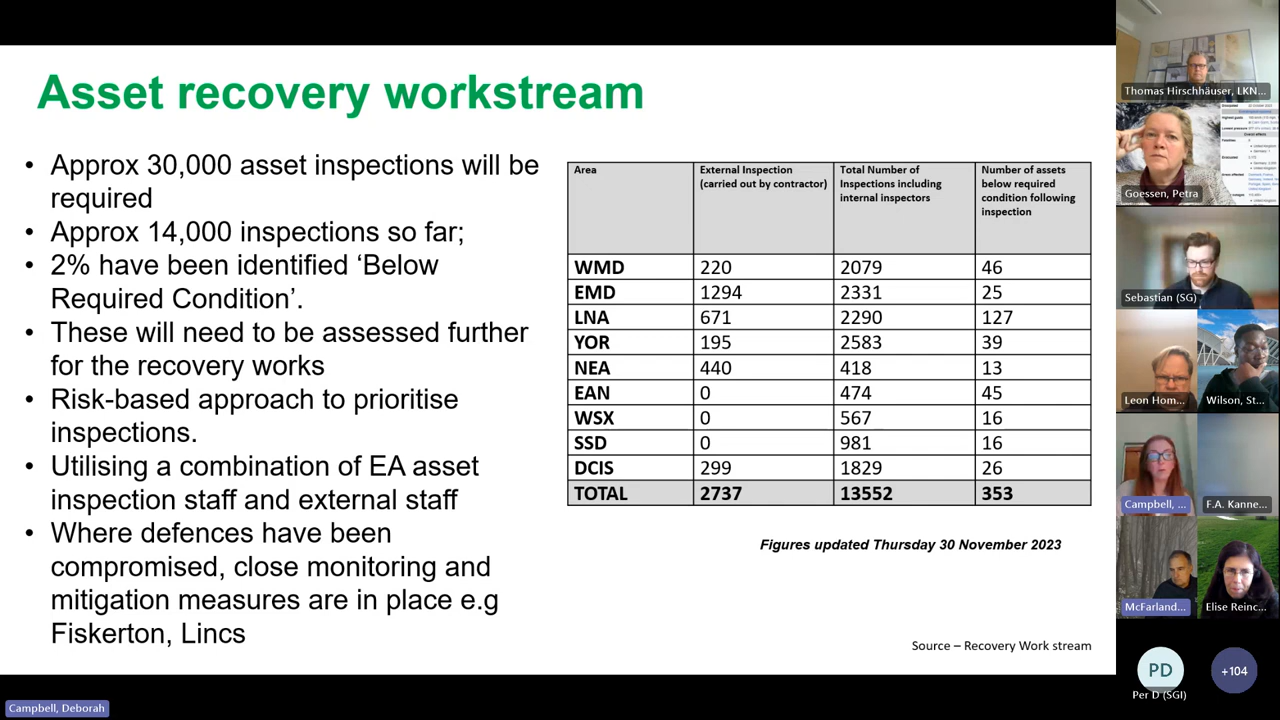 Asset recovery workstream
• Approx 30,000 asset inspections will be
required
• Approx 14,000 inspections so far;
• 2% have been identified ‘Below
Required Condition’.
• These will need to be assessed further
for the recovery works
• Risk-based approach to prioritise
inspections.
• Utilising a combination of EA asset
inspection staff and external staff
• Where defences have been
compromised, close monitoring and
mitigation measures are in place e.g
Fiskerton, Lincs
Area External Inspection Total Number of Number of assets
(carried out by contractor) Inspections including below required
internal inspectors condition following
inspection
WMD 220 2079 46
EMD 1294 2331 25
LNA 671 2290 127
YOR 195 2583 39
NEA 440 418 13
EAN 0 474 45
WSX 0 567 16
SSD 0 981 16
DCIS 299 1829 26
TOTAL 2737 13552 353
Figures updated Thursday 30 November 2023
Source – Recovery Work stream
Campbell, Deborah
Thomas Hirschhäuser, LKN...
Goessen, Petra
Sebastian (SG)
Leon Hom... Wilson, St...
Campbell, ... F.A. Kanne...
McFarland... Elise Reinc...
PD +104
Per D (SGI)